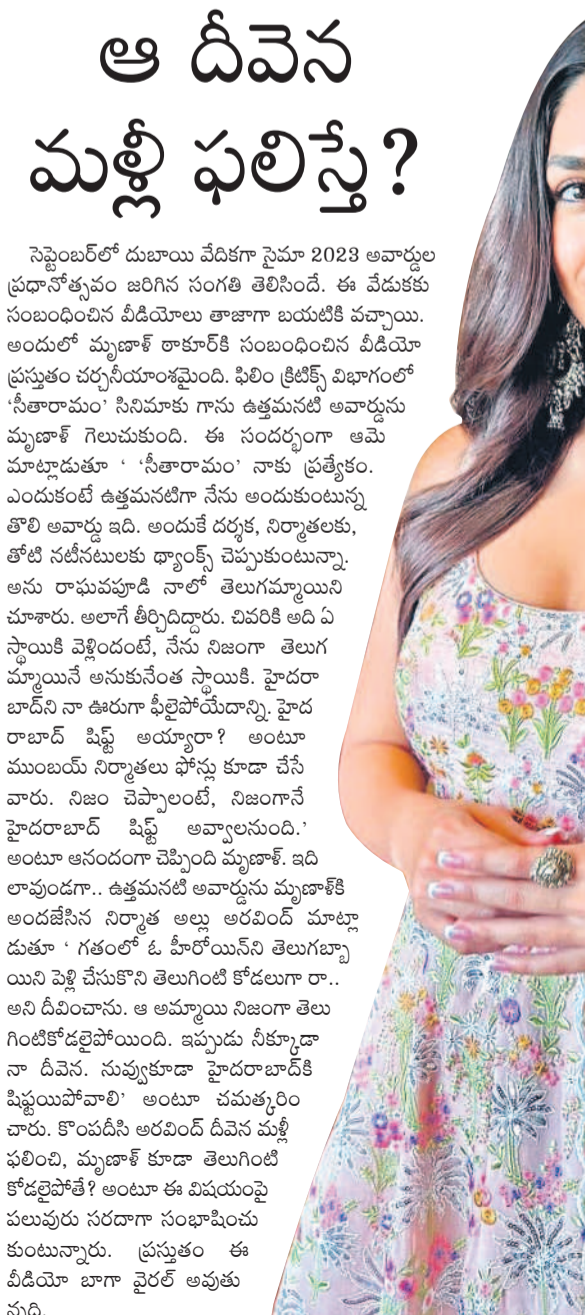 ఆ దీవెన
మళ్లీ ఫలిస్తే?
సెప్టెంబర్‌లో దుబాయి వేదికగా సైమా 2023 అవార్డుల
ప్రధానోత్సవం జరిగిన సంగతి తెలిసిందే. ఈ వేడుకకు
సంబంధించిన వీడియోలు తాజాగా బయటికి వచ్చాయి.
అందులో మృణాళ్ ఠాకూర్‌కి సంబంధించిన వీడియో
ప్రస్తుతం చర్చనీయాంశమైంది. ఫిలిం క్రిటిక్స్ విభాగంలో
‘సీతారామం’ సినిమాకు గాను ఉత్తమనటి అవార్డును
మృణాళ్ గెలుచుకుంది. ఈ సందర్భంగా ఆమె
మాట్లాడుతూ ‘ ‘సీతారామం’ నాకు ప్రత్యేకం.
ఎందుకంటే ఉత్తమనటిగా నేను అందుకుంటున్న
తొలి అవార్డు ఇది. అందుకే దర్శక, నిర్మాతలకు,
తోటి నటీనటులకు థ్యాంక్స్ చెప్పుకుంటున్నా.
అను రాఘవపూడి నాలో తెలుగమ్మాయిని
చూశారు. అలాగే తీర్చిదిద్దారు. చివరికి అది ఏ
స్థాయికి వెళ్లిందంటే, నేను నిజంగా తెలుగ
మ్మాయినే అనుకునేంత స్థాయికి. హైదరా
బాద్‌ని నా ఊరుగా ఫీలైపోయేదాన్ని. హైద
రాబాద్ షిఫ్ట్ అయ్యారా? అంటూ
ముంబయ్ నిర్మాతలు ఫోన్లు కూడా చేసే
వారు. నిజం చెప్పాలంటే, నిజంగానే
హైదరాబాద్ షిఫ్ట్ అవ్వాలనుంది.’
అంటూ ఆనందంగా చెప్పింది మృణాళ్. ఇది
లావుండగా.. ఉత్తమనటి అవార్డును మృణాళ్‌కి
అందజేసిన నిర్మాత అల్లు అరవింద్ మాట్లా
డుతూ ‘ గతంలో ఓ హీరోయిన్‌ని తెలుగబ్బా
యిని పెళ్లి చేసుకొని తెలుగింటి కోడలుగా రా..
అని దీవించాను. ఆ అమ్మాయి నిజంగా తెలు
గింటికోడలైపోయింది. ఇప్పుడు నీక్కూడా
నా దీవెన. నువ్వుకూడా హైదరాబాద్‌కి
షిఫ్టయిపోవాలి’ అంటూ చమత్కరిం
చారు. కొంపదీసి అరవింద్ దీవెన మళ్లీ
ఫలించి, మృణాళ్ కూడా తెలుగింటి
కోడలైపోతే? అంటూ ఈ విషయంపై
పలువురు సరదాగా సంభాషించు
కుంటున్నారు. ప్రస్తుతం ఈ
వీడియో బాగా వైరల్ అవుతు
న్నది.